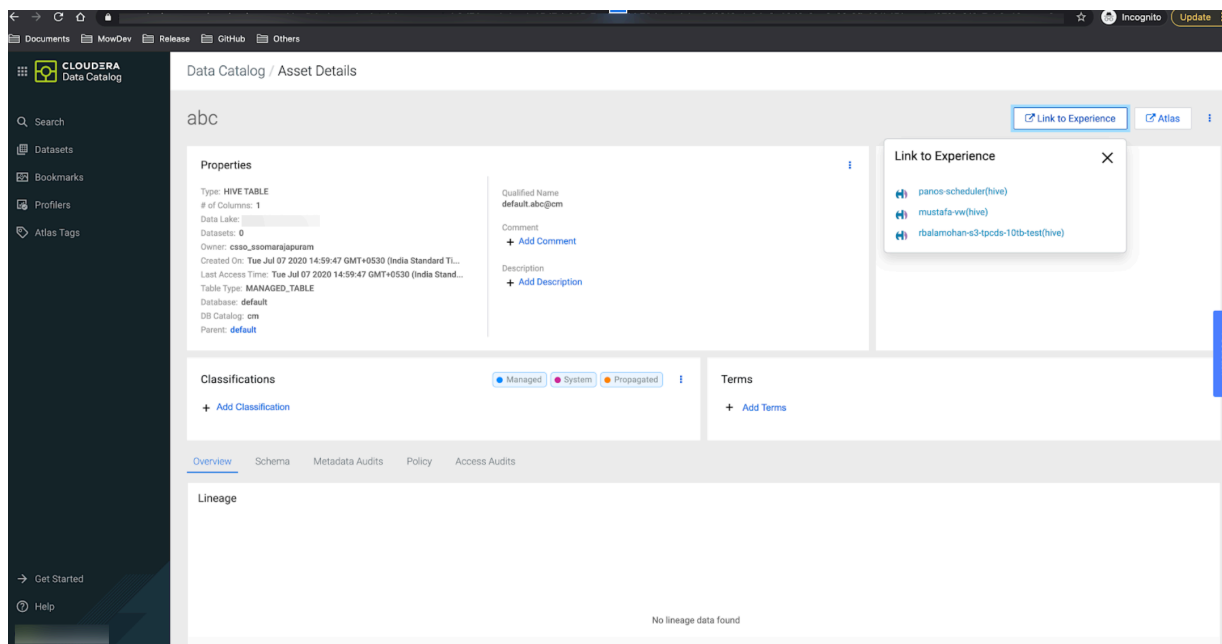 Incognito
Update
Documents
MowDev
Release
GitHub
Others
CLOUDERA
Data Catalog
Data Catalog / Asset Details
Search
Datasets
Bookmarks
Profilers
Atlas Tags
Get Started
Help
abc
Link to Experience
Atlas
Link to Experience
panos-scheduler(hive)
mustafa-vw(hive)
rbalamohan-s3-tpcds-10tb-test(hive)
Properties
Type: HIVE TABLE
# of Columns: 1
Data Lake:
Datasets: 0
Owner: csso_ssomarajapuram
Created On: Tue Jul 07 2020 14:59:47 GMT+0530 (India Standard Ti...
Last Access Time: Tue Jul 07 2020 14:59:47 GMT+0530 (India Stand...
Table Type: MANAGED_TABLE
Database: default
DB Catalog: cm
Parent: default
Qualified Name
default.abc@cm
Comment
+ Add Comment
Description
+ Add Description
Classifications
Managed
System
Propagated
+ Add Classification
Terms
+ Add Terms
Overview
Schema
Metadata Audits
Policy
Access Audits
Lineage
No lineage data found